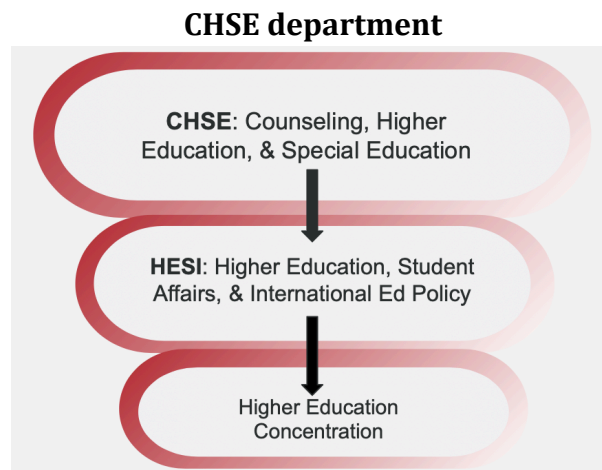 CHSE department
CHSE: Counseling, Higher
Education, & Special Education
HESI: Higher Education, Student
Affairs, & International Ed Policy
Higher Education
Concentration